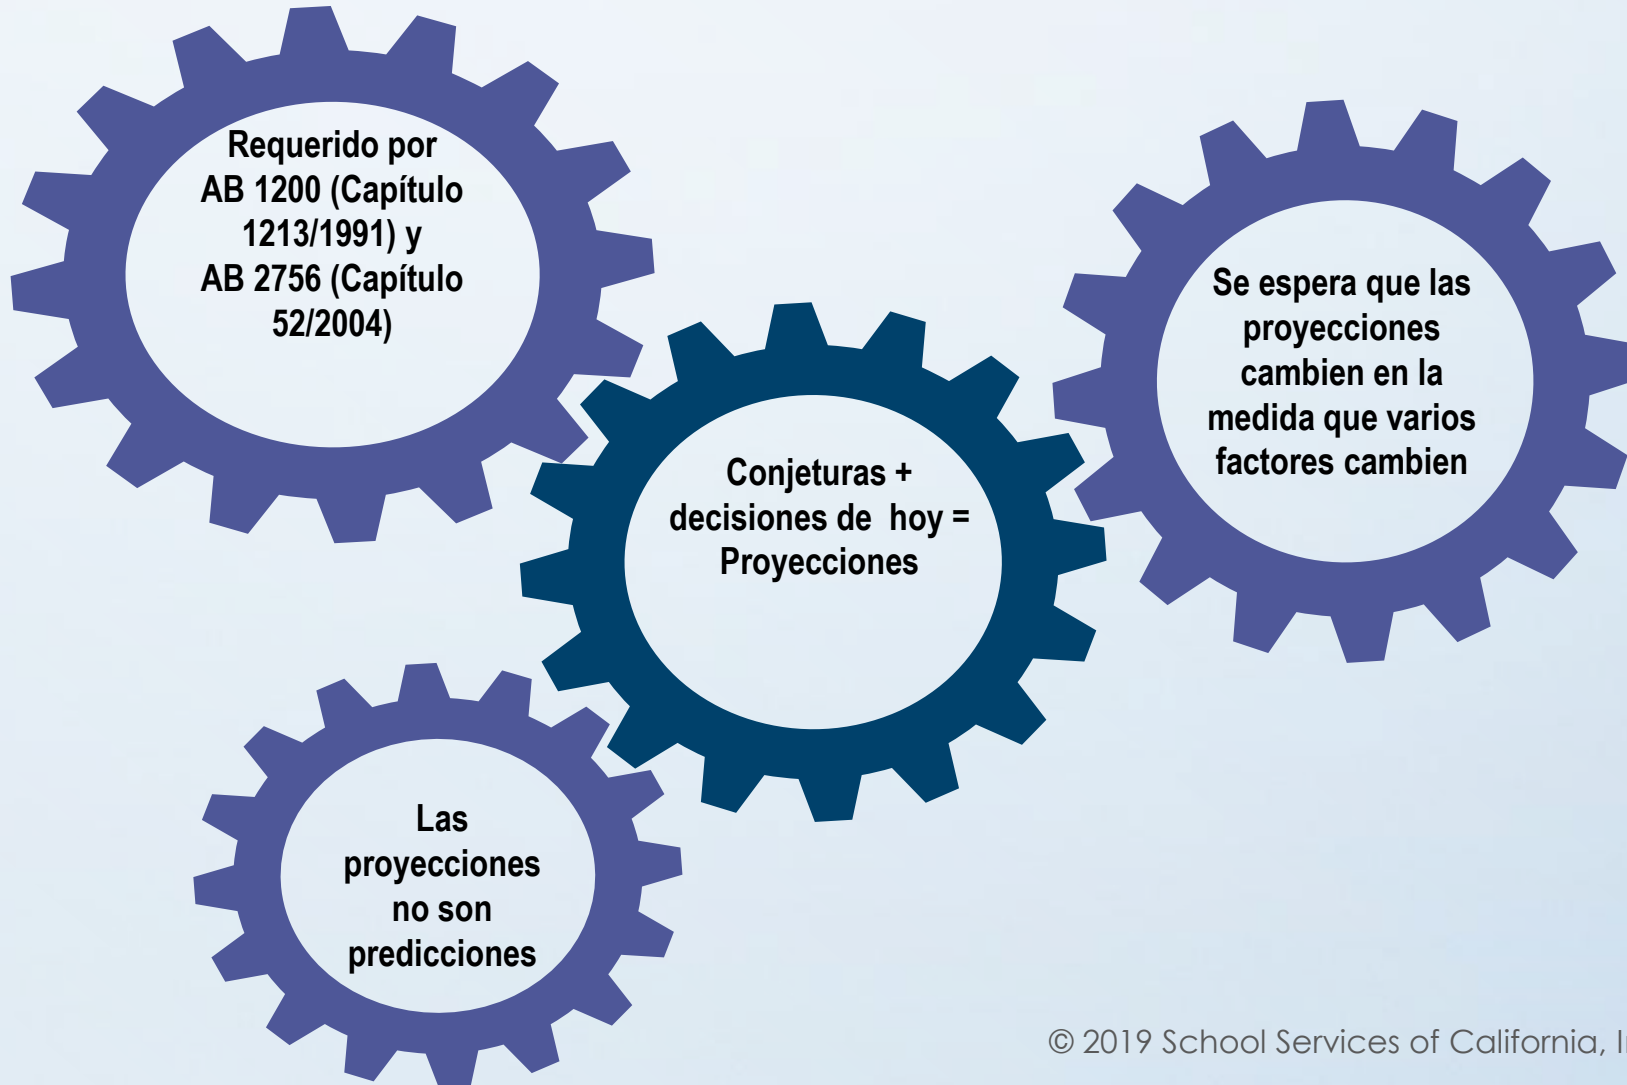 Requerido por
AB 1200 (Capítulo
1213/1991) y
AB 2756 (Capítulo
52/2004)
Se espera que las
proyecciones
cambien en la
medida que varios
factores cambien
Conjeturas +
decisiones de hoy =
Proyecciones
Las
proyecciones
no son
predicciones
© 2019 School Services of California,